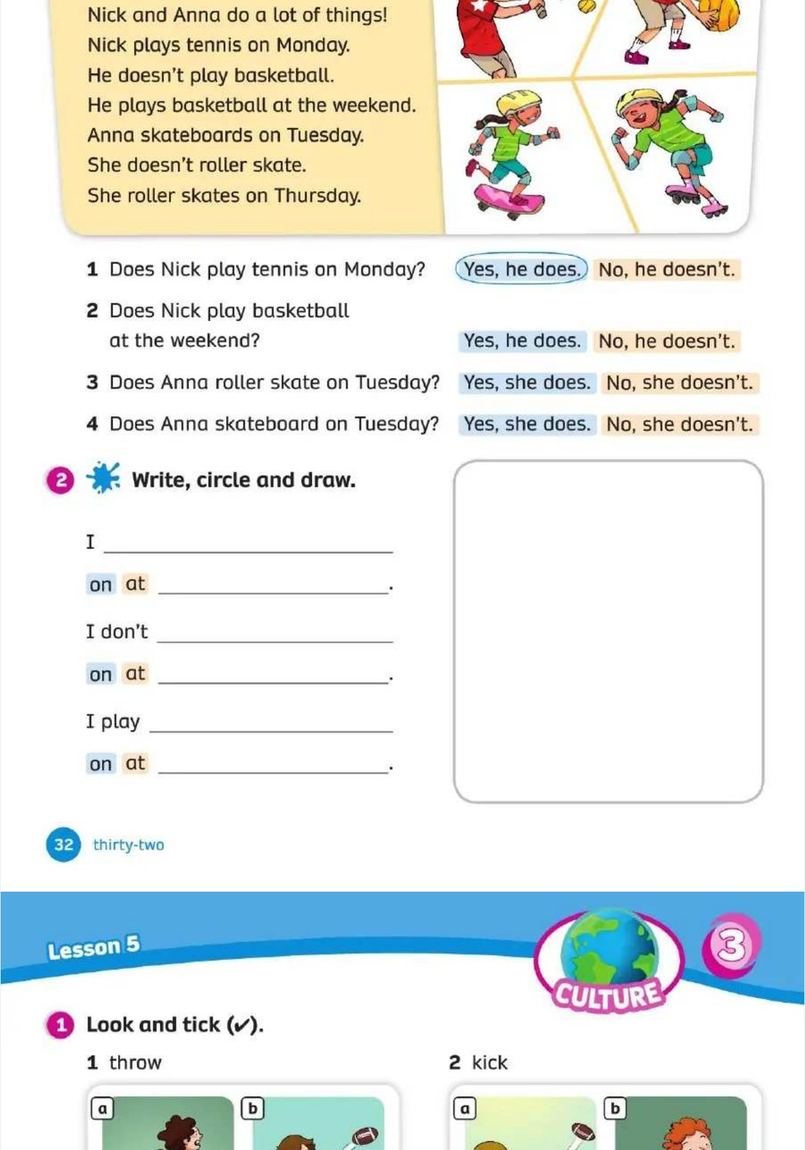 Nick and Anna do a lot of things!
Nick plays tennis on Monday.
He doesn't play basketball.
He plays basketball at the weekend.
Anna skateboards on Tuesday.
She doesn't roller skate.
She roller skates on Thursday.
1 Does Nick play tennis on Monday? Yes, he does. No, he doesn't.
2 Does Nick play basketball
at the weekend? Yes, he does. No, he doesn't.
3 Does Anna roller skate on Tuesday? Yes, she does. No, she doesn't.
4 Does Anna skateboard on Tuesday? Yes, she does. No, she doesn't.
2 Write, circle and draw.
I ____________________
on at ____________________.
I don't ____________________
on at ____________________.
I play ____________________
on at ____________________.
32 thirty-two
Lesson 5
CULTURE
3
1 Look and tick (✔).
1 throw 2 kick
a b a b